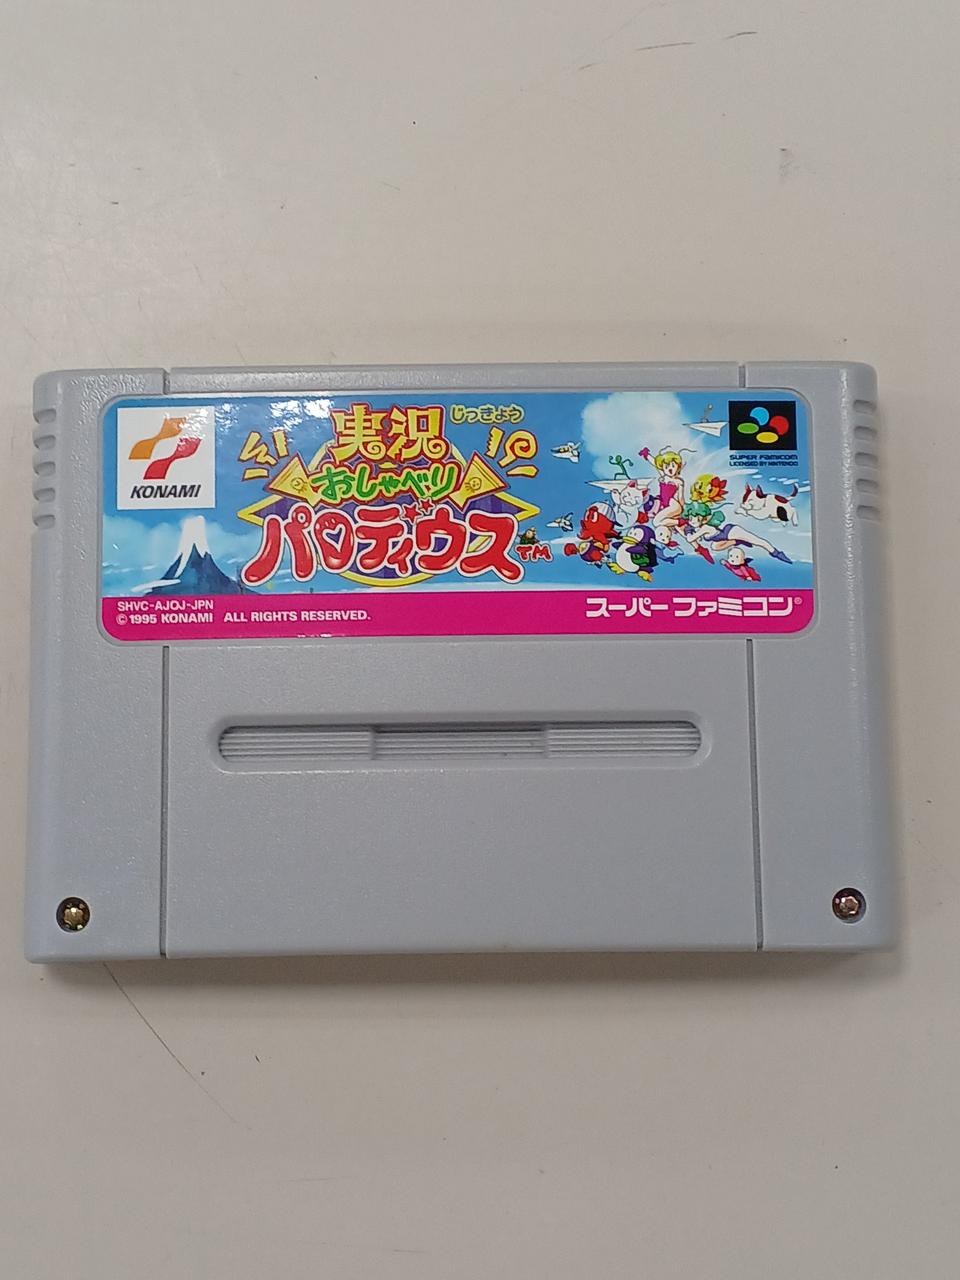 KONAMI
実況
じっきょう
おしゃべり
パロディウス TM
SUPER FAMICOM
LICENSED BY NINTENDO
SHVC-AJOJ-JPN
© 1995 KONAMI ALL RIGHTS RESERVED.
スーパーファミコン®